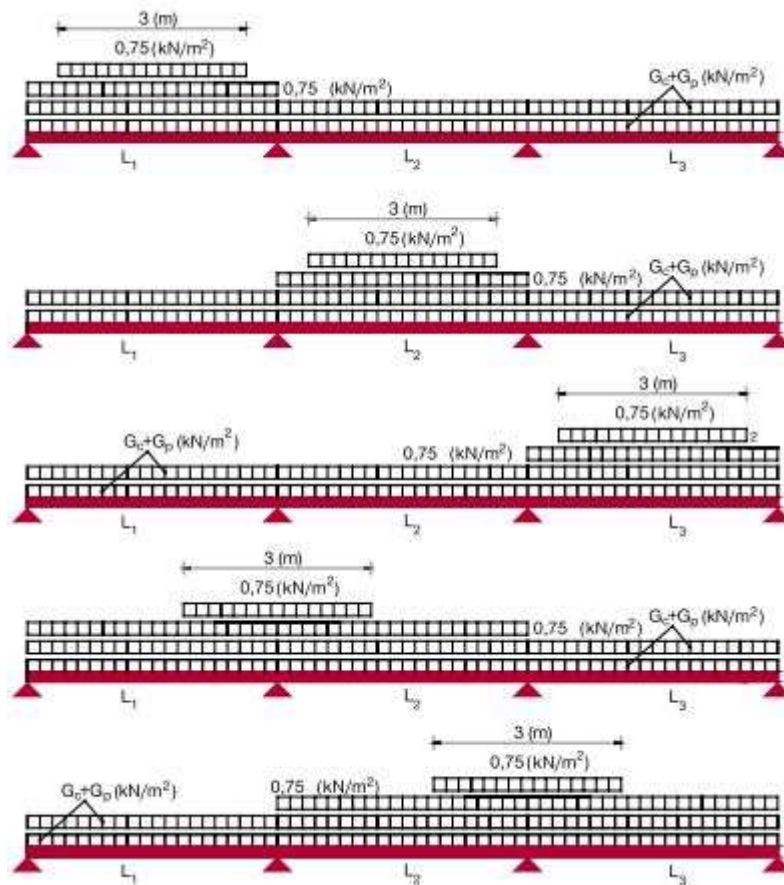 3 (m)
0,75(kN/m²)
0,75 (kN/m²)
Gc+Gp(kN/m²)
L1 L2 L3
3 (m)
0,75(kN/m²)
0,75 (kN/m²)
Gc+Gp(kN/m²)
L1 L2 L3
3 (m)
0,75(kN/m²)
2
Gc+Gp(kN/m²)
0,75 (kN/m²)
L1 L2 L3
3 (m)
0,75(kN/m²)
0,75 (kN/m²)
Gc+Gp(kN/m²)
L1 L2 L3
3 (m)
0,75(kN/m²)
0,75 (kN/m²)
Gc+Gp(kN/m²)
L1 L2 L3